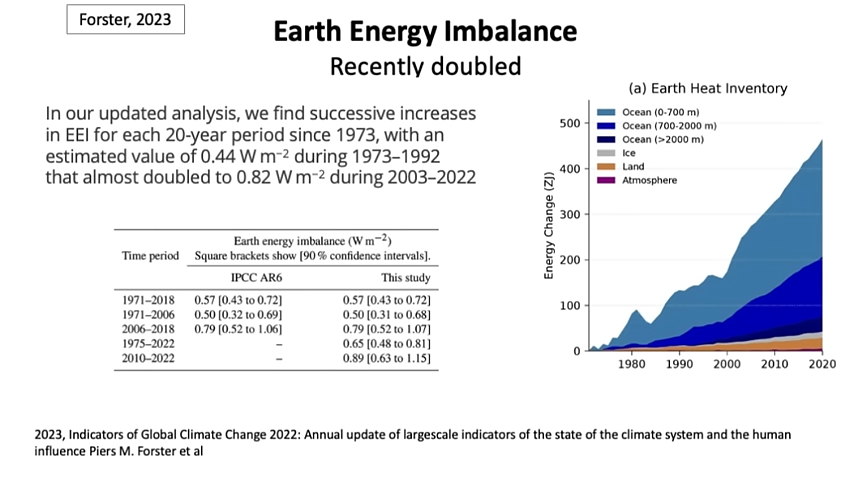 Forster, 2023
Earth Energy Imbalance
Recently doubled
In our updated analysis, we find successive increases
in EEI for each 20-year period since 1973, with an
estimated value of 0.44 W m−2 during 1973–1992
that almost doubled to 0.82 W m−2 during 2003–2022
Earth energy imbalance (W m−2)
Time period Square brackets show [90 % confidence intervals].
IPCC AR6 This study
1971–2018 0.57 [0.43 to 0.72] 0.57 [0.43 to 0.72]
1971–2006 0.50 [0.32 to 0.69] 0.50 [0.31 to 0.68]
2006–2018 0.79 [0.52 to 1.06] 0.79 [0.52 to 1.07]
1975–2022 – 0.65 [0.48 to 0.81]
2010–2022 – 0.89 [0.63 to 1.15]
(a) Earth Heat Inventory
Ocean (0-700 m)
Ocean (700-2000 m)
Ocean (>2000 m)
Ice
Land
Atmosphere
Energy Change (ZJ)
500
400
300
200
100
0
1980 1990 2000 2010 2020
2023, Indicators of Global Climate Change 2022: Annual update of largescale indicators of the state of the climate system and the human
influence Piers M. Forster et al